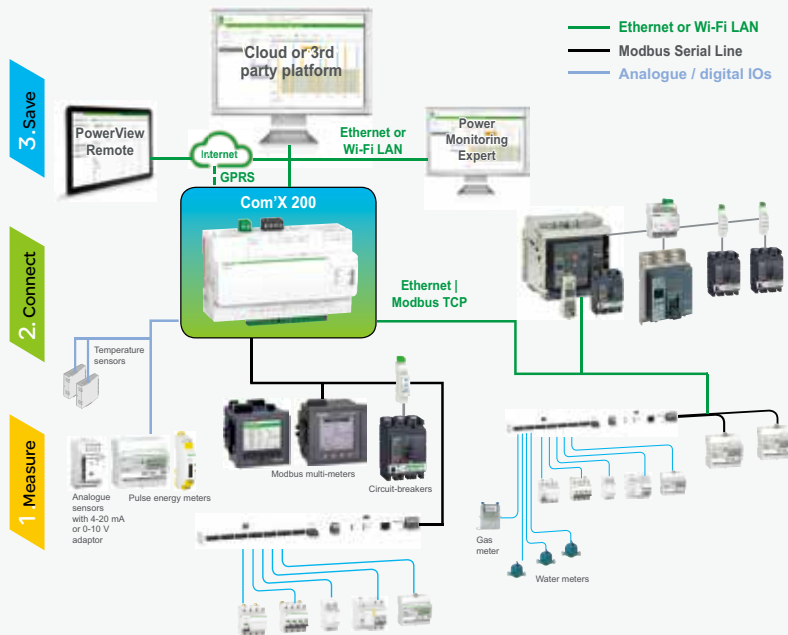 Ethernet or Wi-Fi LAN
Modbus Serial Line
Analogue / digital IOs
3. Save
Cloud or 3rd
party platform
PowerView
Remote
Internet
GPRS
Ethernet or
Wi-Fi LAN
Power
Monitoring
Expert
2. Connect
Com'X 200
Ethernet |
Modbus TCP
Temperature
sensors
1. Measure
Analogue
sensors
with 4-20 mA
or 0-10 V
adaptor
Pulse energy meters
Modbus multi-meters
Circuit-breakers
Gas
meter
Water meters